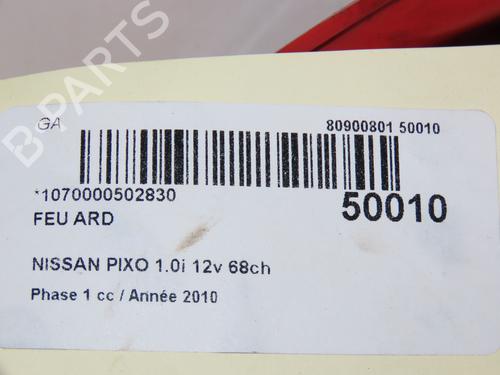 B-PARTS
GA
80900801 50010
*1070000502830
50010
FEU ARD
NISSAN PIXO 1.0i 12v 68ch
Phase 1 cc / Année 2010